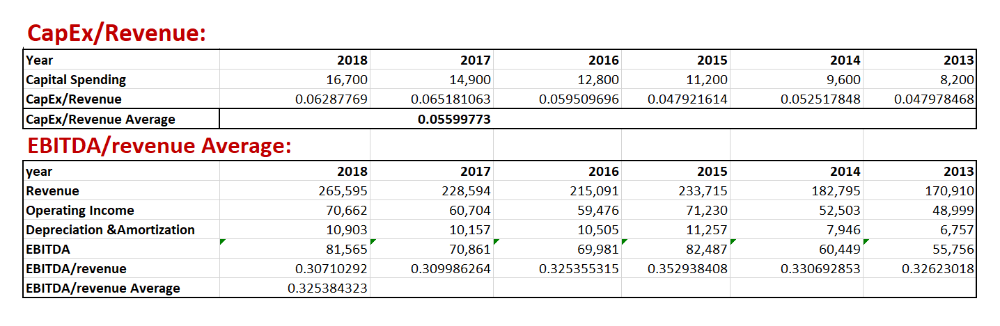 CapEx/Revenue:
Year 2018 2017 2016 2015 2014 2013
Capital Spending 16,700 14,900 12,800 11,200 9,600 8,200
CapEx/Revenue 0.06287769 0.065181063 0.059509696 0.047921614 0.052517848 0.047978468
CapEx/Revenue Average 0.05599773
EBITDA/revenue Average:
year 2018 2017 2016 2015 2014 2013
Revenue 265,595 228,594 215,091 233,715 182,795 170,910
Operating Income 70,662 60,704 59,476 71,230 52,503 48,999
Depreciation &Amortization 10,903 10,157 10,505 11,257 7,946 6,757
EBITDA 81,565 70,861 69,981 82,487 60,449 55,756
EBITDA/revenue 0.30710292 0.309986264 0.325355315 0.352938408 0.330692853 0.32623018
EBITDA/revenue Average 0.325384323